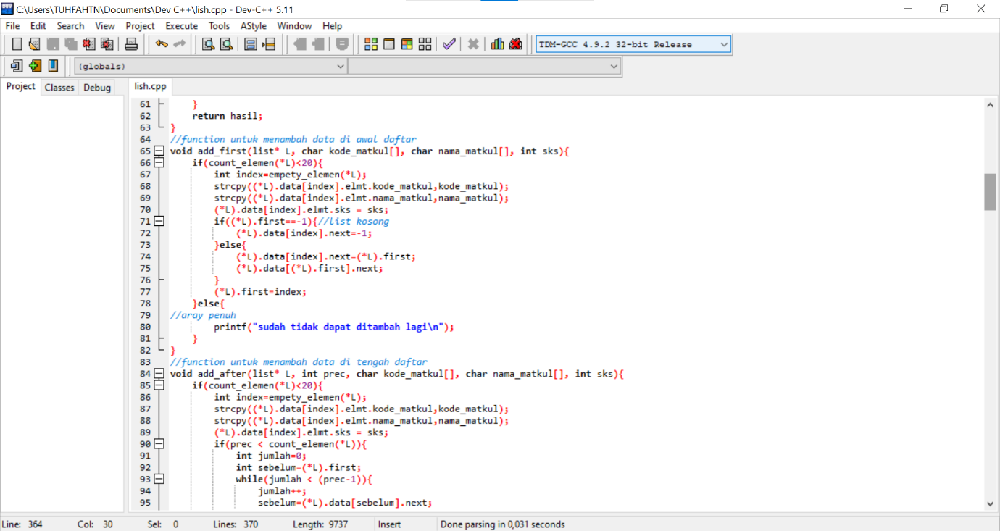 C:\Users\TUHFAHTN\Documents\Dev C++\lish.cpp - Dev-C++ 5.11
File Edit Search View Project Execute Tools AStyle Window Help
TDM-GCC 4.9.2 32-bit Release
(globals)
Project Classes Debug lish.cpp
61 }
62 return hasil;
63 }
64 //function untuk menambah data di awal daftar
65 void add_first(list* L, char kode_matkul[], char nama_matkul[], int sks){
66 if(count_elemen(*L)<20){
67 int index=empety_elemen(*L);
68 strcpy((*L).data[index].elmt.kode_matkul,kode_matkul);
69 strcpy((*L).data[index].elmt.nama_matkul,nama_matkul);
70 (*L).data[index].elmt.sks = sks;
71 if((*L).first==-1){//list kosong
72 (*L).data[index].next=-1;
73 }else{
74 (*L).data[index].next=(*L).first;
75 (*L).data[(*L).first].next;
76 }
77 (*L).first=index;
78 }else{
79 //aray penuh
80 printf("sudah tidak dapat ditambah lagi\n");
81 }
82 }
83 //function untuk menambah data di tengah daftar
84 void add_after(list* L, int prec, char kode_matkul[], char nama_matkul[], int sks){
85 if(count_elemen(*L)<20){
86 int index=empety_elemen(*L);
87 strcpy((*L).data[index].elmt.kode_matkul,kode_matkul);
88 strcpy((*L).data[index].elmt.nama_matkul,nama_matkul);
89 (*L).data[index].elmt.sks = sks;
90 if(prec < count_elemen(*L)){
91 int jumlah=0;
92 int sebelum=(*L).first;
93 while(jumlah < (prec-1)){
94 jumlah++;
95 sebelum=(*L).data[sebelum].next;
Line: 364 Col: 30 Sel: 0 Lines: 370 Length: 9737 Insert Done parsing in 0,031 seconds